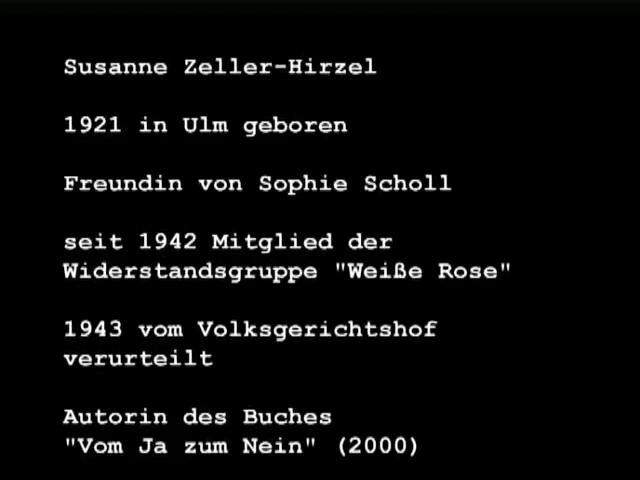 Susanne Zeller-Hirzel
1921 in Ulm geboren
Freundin von Sophie Scholl
seit 1942 Mitglied der
Widerstandsgruppe "Weiße Rose"
1943 vom Volksgerichtshof
verurteilt
Autorin des Buches
"Vom Ja zum Nein" (2000)